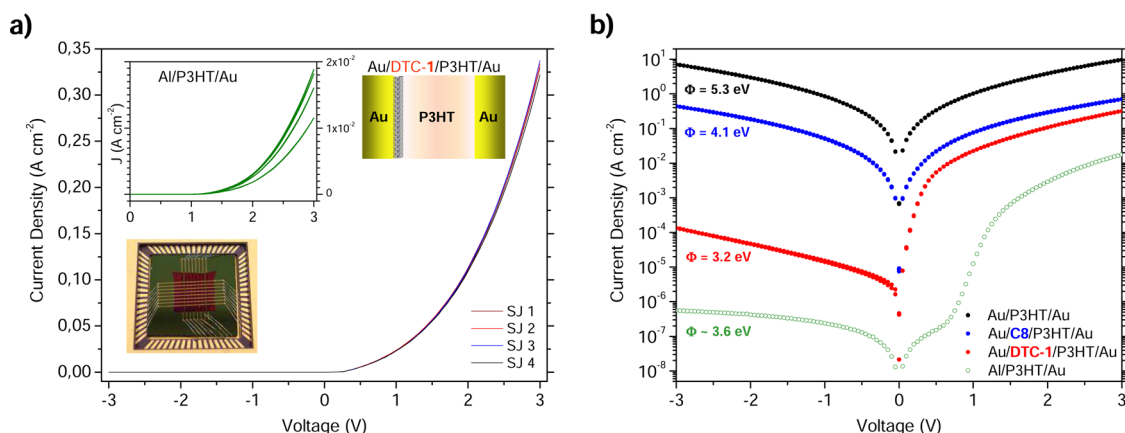 a)
0,35
0,30
0,25
0,20
0,15
0,10
0,05
0,00
Current Density (A cm⁻²)
-3
-2
-1
0
1
2
3
Voltage (V)
Al/P3HT/Au
J (A cm⁻²)
2x10⁻²
1x10⁻²
0
0
1
2
3
Au/DTC-1/P3HT/Au
Au
P3HT
Au
SJ 1
SJ 2
SJ 3
SJ 4
b)
10¹
10⁰
10⁻¹
10⁻²
10⁻³
10⁻⁴
10⁻⁵
10⁻⁶
10⁻⁷
10⁻⁸
Current Density (A cm⁻²)
Φ = 5.3 eV
Φ = 4.1 eV
Φ = 3.2 eV
Φ ~ 3.6 eV
Au/P3HT/Au
Au/C8/P3HT/Au
Au/DTC-1/P3HT/Au
Al/P3HT/Au
-3
-2
-1
0
1
2
3
Voltage (V)